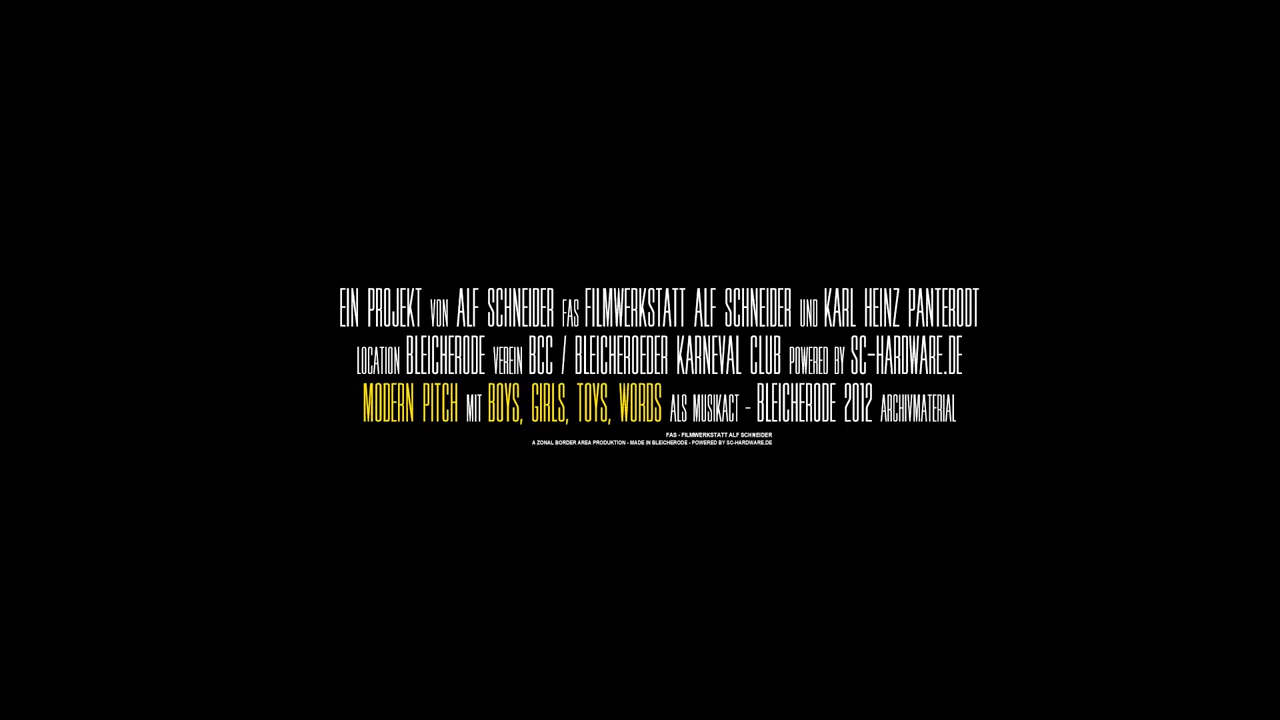 EIN PROJEKT VON ALF SCHNEIDER FAS FILMWERKSTATT ALF SCHNEIDER UND KARL HEINZ PANTERODT
LOCATION BLEICHERODE VEREIN BCC / BLEICHEROEDER KARNEVAL CLUB POWERED BY SC-HARDWARE.DE
MODERN PITCH MIT BOYS, GIRLS, TOYS, WORDS ALS MUSIKACT - BLEICHERODE 2012 ARCHIVMATERIAL
FAS - FILMWERKSTATT ALF SCHNEIDER
A ZONAL BORDER AREA PRODUKTION - MADE IN BLEICHERODE - POWERED BY SC-HARDWARE.DE